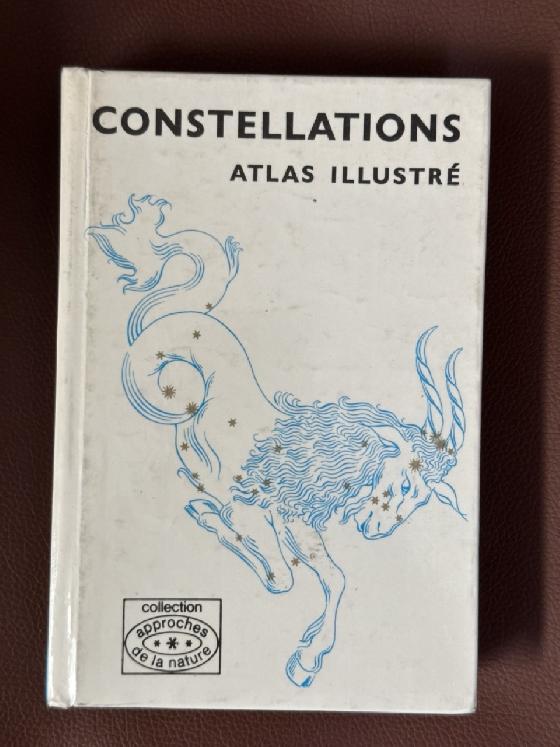 CONSTELLATIONS
ATLAS ILLUSTRÉ
collection
approches
de la nature